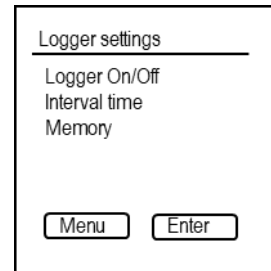 Logger settings
Logger On/Off
Interval time
Memory
Menu Enter